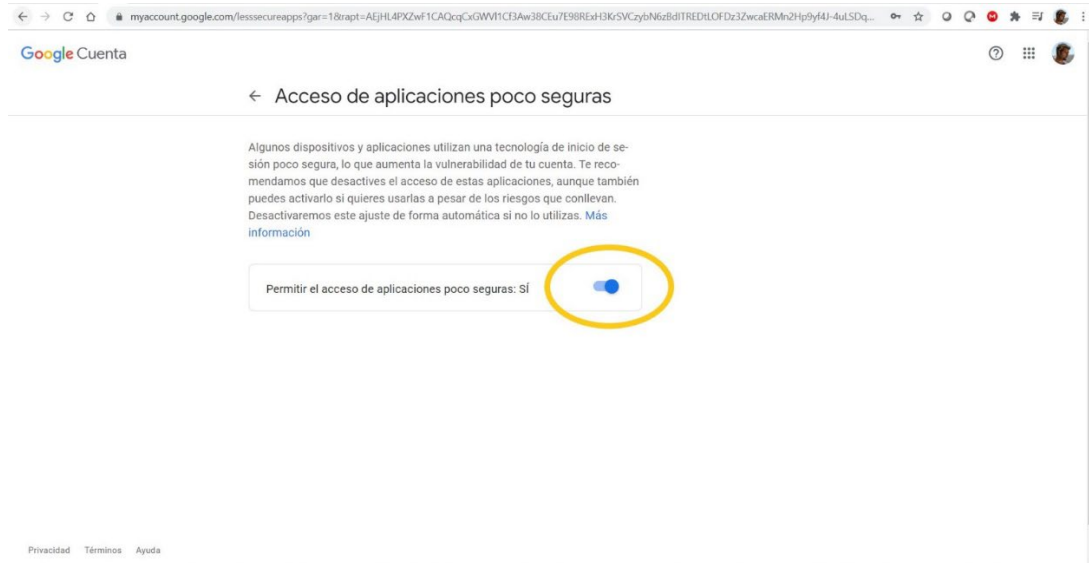 myaccount.google.com/lesssecureapps?gar=1&rapt=AEjHL4PXZwF1CAQcqCxGWVl1Cf3Aw38CEu7E98RExH3KrSVCzybN6zBdITREDtLOFDz3ZwcaERMn2Hp9yf4J-4uLSDq...
Google Cuenta
Acceso de aplicaciones poco seguras
Algunos dispositivos y aplicaciones utilizan una tecnología de inicio de se-
sión poco segura, lo que aumenta la vulnerabilidad de tu cuenta. Te reco-
mendamos que desactives el acceso de estas aplicaciones, aunque también
puedes activarlo si quieres usarlas a pesar de los riesgos que conllevan.
Desactivaremos este ajuste de forma automática si no lo utilizas. Más
información
Permitir el acceso de aplicaciones poco seguras: SÍ
Privacidad Términos Ayuda